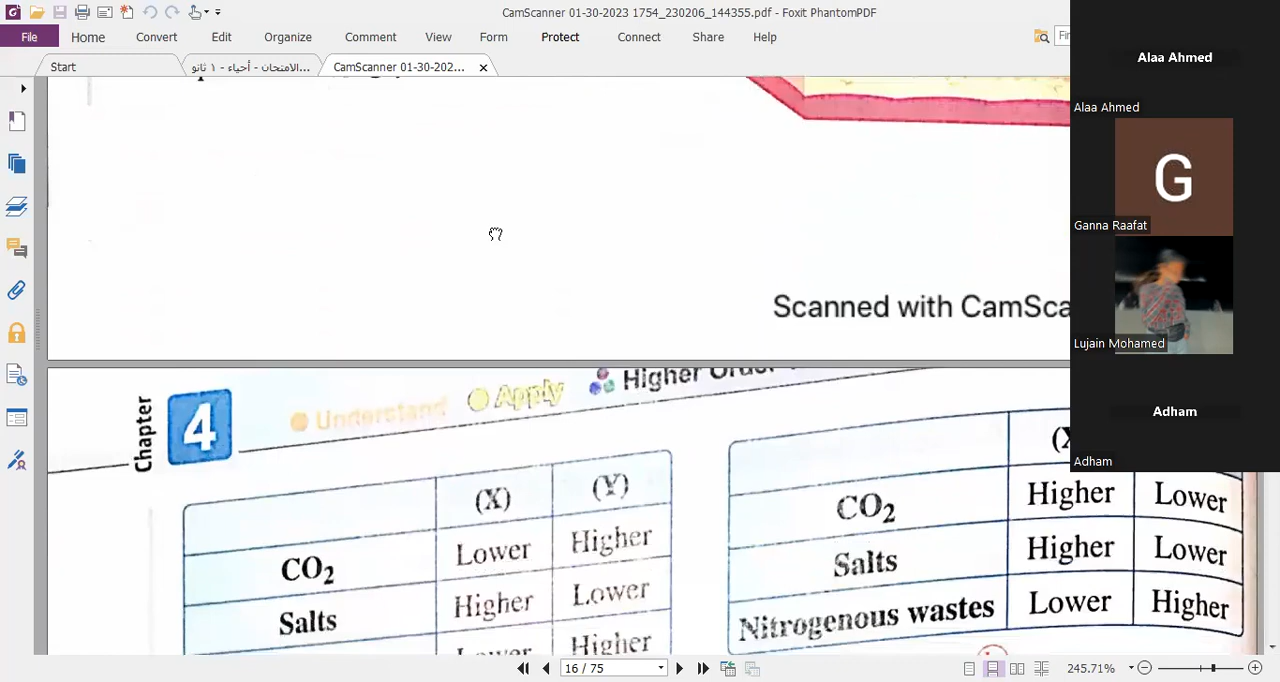 CamScanner 01-30-2023 1754_230206_144355.pdf - Foxit PhantomPDF
File Home Convert Edit Organize Comment View Form Protect Connect Share Help
Start
الامتحان - أحياء - ١ ثانو...
CamScanner 01-30-202...
Scanned with CamSca
Chapter 4
Understand Apply Higher
(X) (Y)
CO2 Lower Higher
Salts Higher Lower
Lower Higher
CO2 Higher Lower
Salts Higher Lower
Nitrogenous wastes Lower Higher
Alaa Ahmed
Alaa Ahmed
G
Ganna Raafat
Lujain Mohamed
Adham
Adham
16 / 75
245.71%